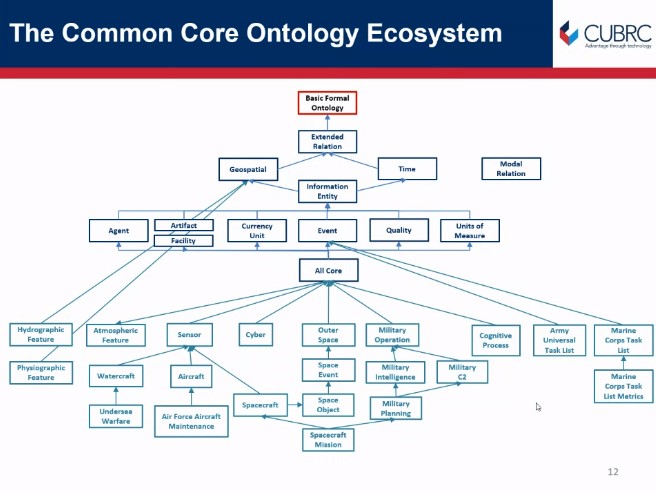 The Common Core Ontology Ecosystem
CUBRC
Advantage through technology
Basic Formal
Ontology
Extended
Relation
Geospatial
Time
Modal
Relation
Information
Entity
Agent
Artifact
Facility
Currency
Unit
Event
Quality
Units of
Measure
All Core
Hydrographic
Feature
Atmospheric
Feature
Sensor
Cyber
Outer
Space
Military
Operation
Cognitive
Process
Army
Universal
Task List
Marine
Corps Task
List
Physiographic
Feature
Watercraft
Aircraft
Space
Event
Military
Intelligence
Military
C2
Marine
Corps Task
List Metrics
Undersea
Warfare
Air Force Aircraft
Maintenance
Spacecraft
Space
Object
Military
Planning
Spacecraft
Mission
12